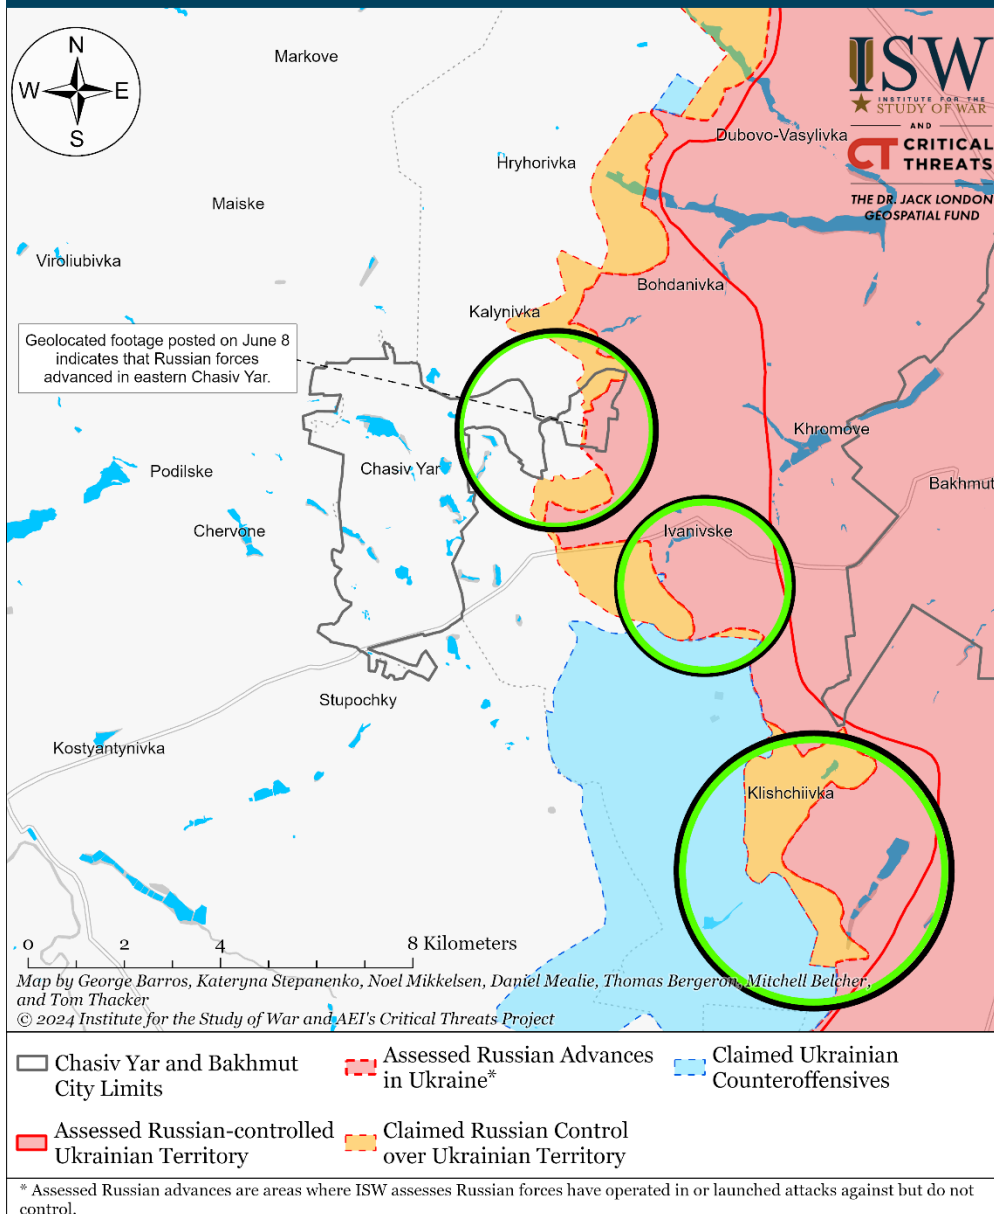 N
W E
S
Markove
ISW
INSTITUTE FOR THE
STUDY OF WAR
AND
CT CRITICAL
THREATS
THE DR. JACK LONDON
GEOSPATIAL FUND
Dubovo-Vasylivka
Hryhorivka
Maiske
Viroliubivka
Bohdanivka
Kalynivka
Geolocated footage posted on June 8
indicates that Russian forces
advanced in eastern Chasiv Yar.
Khromove
Podilske
Chasiv Yar
Bakhmut
Chervone
Ivanivske
Stupochky
Kostyantynivka
Klishchiivka
0 2 4 8 Kilometers
Map by George Barros, Kateryna Stepanenko, Noel Mikkelsen, Daniel Mealie, Thomas Bergeron, Mitchell Belcher,
and Tom Thacker
© 2024 Institute for the Study of War and AEI's Critical Threats Project
Chasiv Yar and Bakhmut
City Limits
Assessed Russian Advances
in Ukraine*
Claimed Ukrainian
Counteroffensives
Assessed Russian-controlled
Ukrainian Territory
Claimed Russian Control
over Ukrainian Territory
* Assessed Russian advances are areas where ISW assesses Russian forces have operated in or launched attacks against but do not
control.